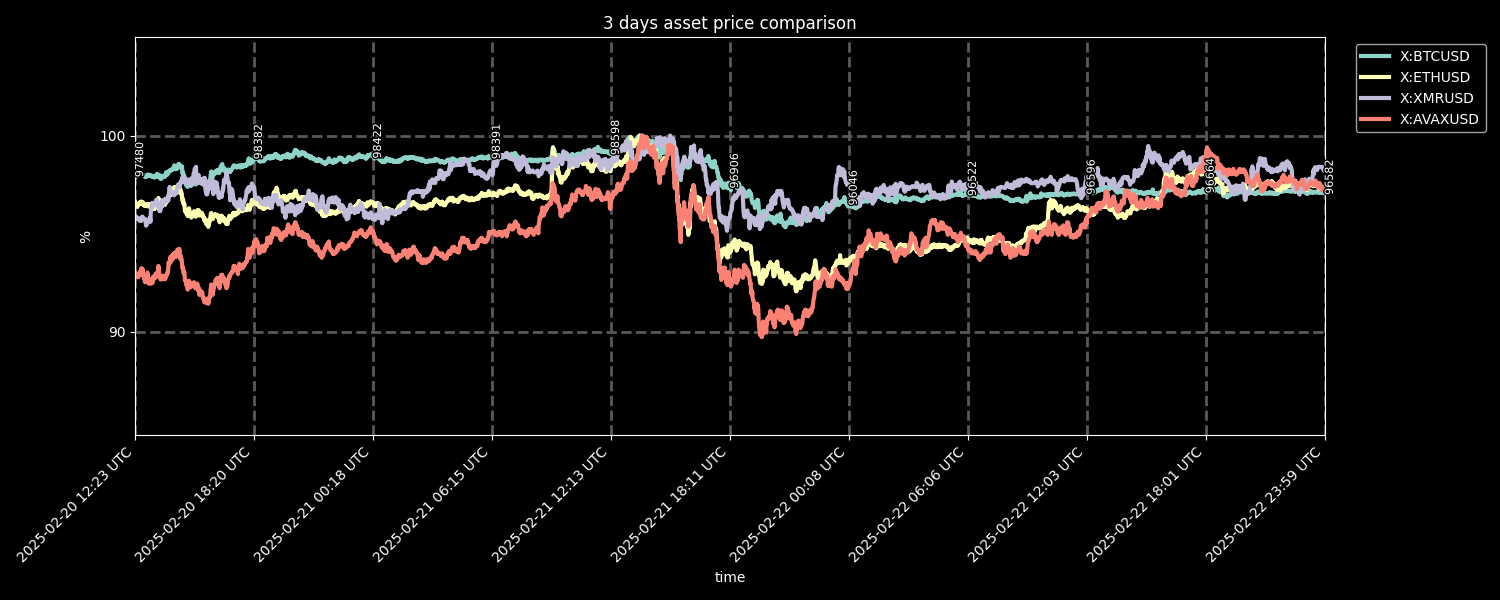 3 days asset price comparison
X:BTCUSD
X:ETHUSD
X:XMRUSD
X:AVAXUSD
100
90
%
97480
98382
98422
98391
98598
96906
96046
96522
96596
96664
96582
2025-02-20 12:23 UTC
2025-02-20 18:20 UTC
2025-02-21 00:18 UTC
2025-02-21 06:15 UTC
2025-02-21 12:13 UTC
2025-02-21 18:11 UTC
2025-02-22 00:08 UTC
2025-02-22 06:06 UTC
2025-02-22 12:03 UTC
2025-02-22 18:01 UTC
2025-02-22 23:59 UTC
time